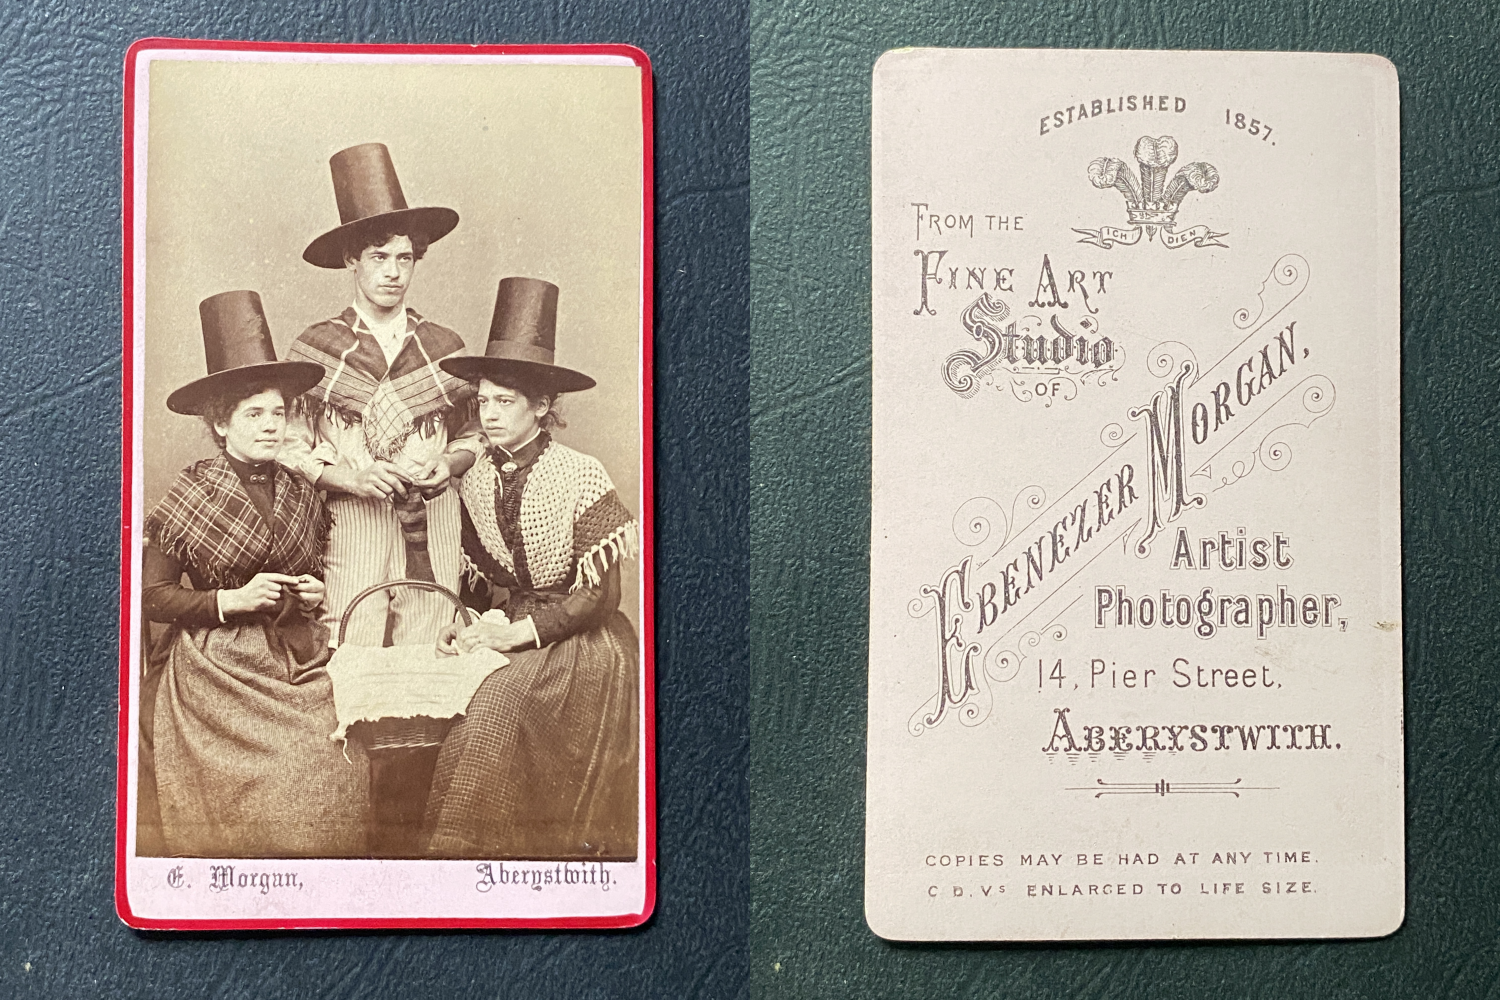 E. Morgan,
Aberystwith.
ESTABLISHED 1857.
ICH DIEN
FROM THE
FINE ART
Studio
OF
EBENEZER MORGAN,
Artist
Photographer,
14, Pier Street,
ABERYSTWITH.
COPIES MAY BE HAD AT ANY TIME.
C.D.Vs ENLARGED TO LIFE SIZE.